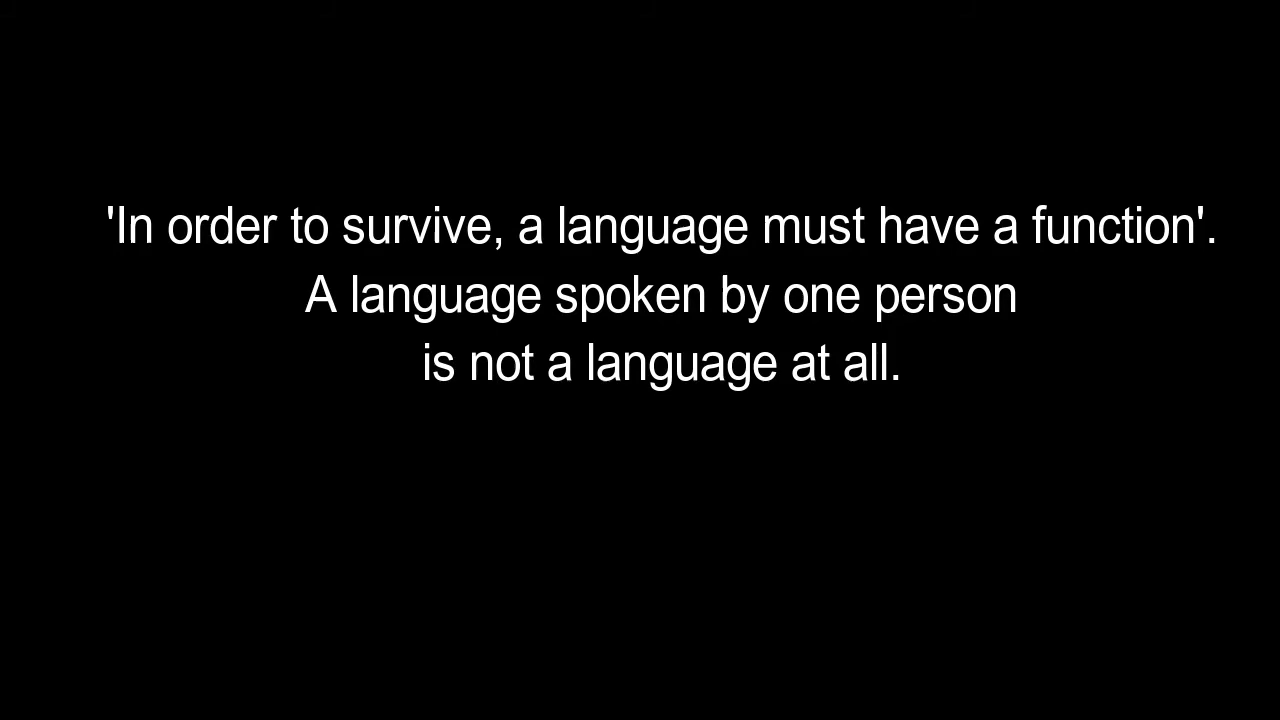 'In order to survive, a language must have a function'.
A language spoken by one person
is not a language at all.